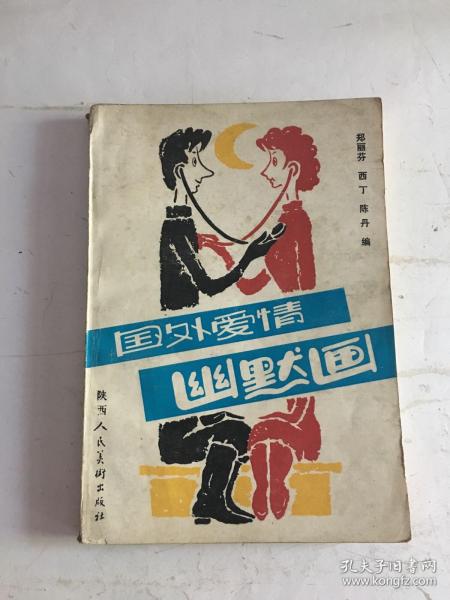 郑丽芬 西丁 陈丹 编
国外爱情
幽默画
陕西人民美术出版社
孔夫子旧书网
www.kongfz.com